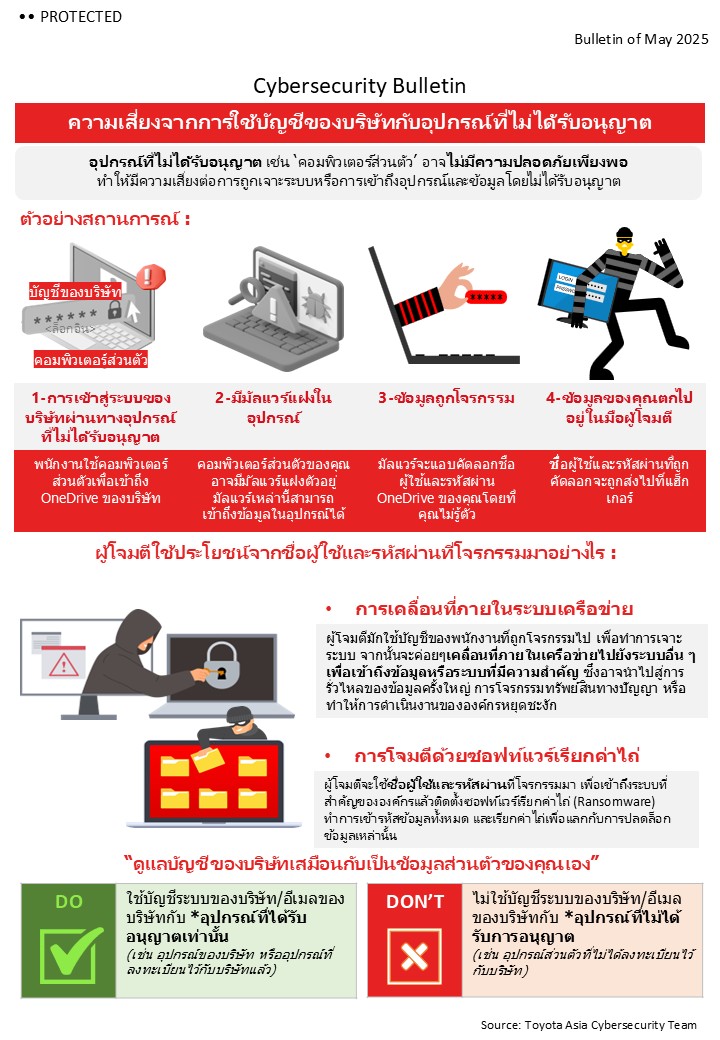 •• PROTECTED
Bulletin of May 2025
Cybersecurity Bulletin
ความเสี่ยงจากการใช้บัญชีของบริษัทกับอุปกรณ์ที่ไม่ได้รับอนุญาต
อุปกรณ์ที่ไม่ได้รับอนุญาต เช่น ‘คอมพิวเตอร์ส่วนตัว’ อาจไม่มีความปลอดภัยเพียงพอ
ทำให้มีความเสี่ยงต่อการถูกเจาะระบบหรือการเข้าถึงอุปกรณ์และข้อมูลโดยไม่ได้รับอนุญาต
ตัวอย่างสถานการณ์ :
บัญชีของบริษัท
******
<ล็อกอิน>
คอมพิวเตอร์ส่วนตัว
*****
LOGIN
PASSWORD
1-การเข้าสู่ระบบของ
บริษัทผ่านทางอุปกรณ์
ที่ไม่ได้รับอนุญาต
2-มีมัลแวร์แฝงใน
อุปกรณ์
3-ข้อมูลถูกโจรกรรม
4-ข้อมูลของคุณตกไป
อยู่ในมือผู้โจมตี
พนักงานใช้คอมพิวเตอร์
ส่วนตัวเพื่อเข้าถึง
OneDrive ของบริษัท
คอมพิวเตอร์ส่วนตัวของคุณ
อาจมีมัลแวร์แฝงตัวอยู่
มัลแวร์เหล่านี้สามารถ
เข้าถึงข้อมูลในอุปกรณ์ได้
มัลแวร์จะแอบคัดลอกชื่อ
ผู้ใช้และรหัสผ่าน
OneDrive ของคุณโดยที่
คุณไม่รู้ตัว
ชื่อผู้ใช้และรหัสผ่านที่ถูก
คัดลอกจะถูกส่งไปที่แฮ็ก
เกอร์
ผู้โจมตีใช้ประโยชน์จากชื่อผู้ใช้และรหัสผ่านที่โจรกรรมมาอย่างไร :
• การเคลื่อนที่ภายในระบบเครือข่าย
ผู้โจมตีมักใช้บัญชีของพนักงานที่ถูกโจรกรรมไป เพื่อทำการเจาะ
ระบบ จากนั้นจะค่อยๆเคลื่อนที่ภายในเครือข่ายไปยังระบบอื่น ๆ
เพื่อเข้าถึงข้อมูลหรือระบบที่มีความสำคัญ ซึ่งอาจนำไปสู่การ
รั่วไหลของข้อมูลครั้งใหญ่ การโจรกรรมทรัพย์สินทางปัญญา หรือ
ทำให้การดำเนินงานขององค์กรหยุดชะงัก
• การโจมตีด้วยซอฟท์แวร์เรียกค่าไถ่
ผู้โจมตีจะใช้ชื่อผู้ใช้และรหัสผ่านที่โจรกรรมมา เพื่อเข้าถึงระบบที่
สำคัญขององค์กรแล้วติดตั้งซอฟท์แวร์เรียกค่าไถ่ (Ransomware)
ทำการเข้ารหัสข้อมูลทั้งหมด และเรียกค่าไถ่เพื่อแลกกับการปลดล็อก
ข้อมูลเหล่านั้น
“ดูแลบัญชีของบริษัทเสมือนกับเป็นข้อมูลส่วนตัวของคุณเอง”
DO
ใช้บัญชีระบบของบริษัท/อีเมลของ
บริษัทกับ *อุปกรณ์ที่ได้รับ
อนุญาตเท่านั้น
(เช่น อุปกรณ์ของบริษัท หรืออุปกรณ์ที่
ลงทะเบียนไว้กับบริษัทแล้ว)
DON’T
ไม่ใช้บัญชีระบบของบริษัท/อีเมล
ของบริษัทกับ *อุปกรณ์ที่ไม่ได้
รับการอนุญาต
(เช่น อุปกรณ์ส่วนตัวที่ไม่ได้ลงทะเบียนไว้
กับบริษัท)
Source: Toyota Asia Cybersecurity Team